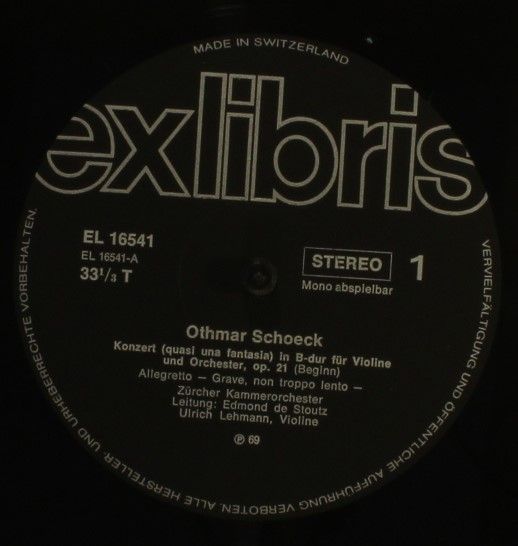 MADE IN SWITZERLAND
exlibris
EL 16541
EL 16541-A
33 1/3 T
STEREO 1
Mono abspielbar
Othmar Schoeck
Konzert (quasi una fantasia) in B-dur für Violine
und Orchester, op. 21 (Beginn)
Allegretto — Grave, non troppo lento —
Zürcher Kammerorchester
Leitung: Edmond de Stoutz
Ulrich Lehmann, Violine
℗ 69
ALLE HERSTELLER- UND URHEBERRECHTE VORBEHALTEN.
VERVIELFÄLTIGUNG UND ÖFFENTLICHE AUFFÜHRUNG VERBOTEN.